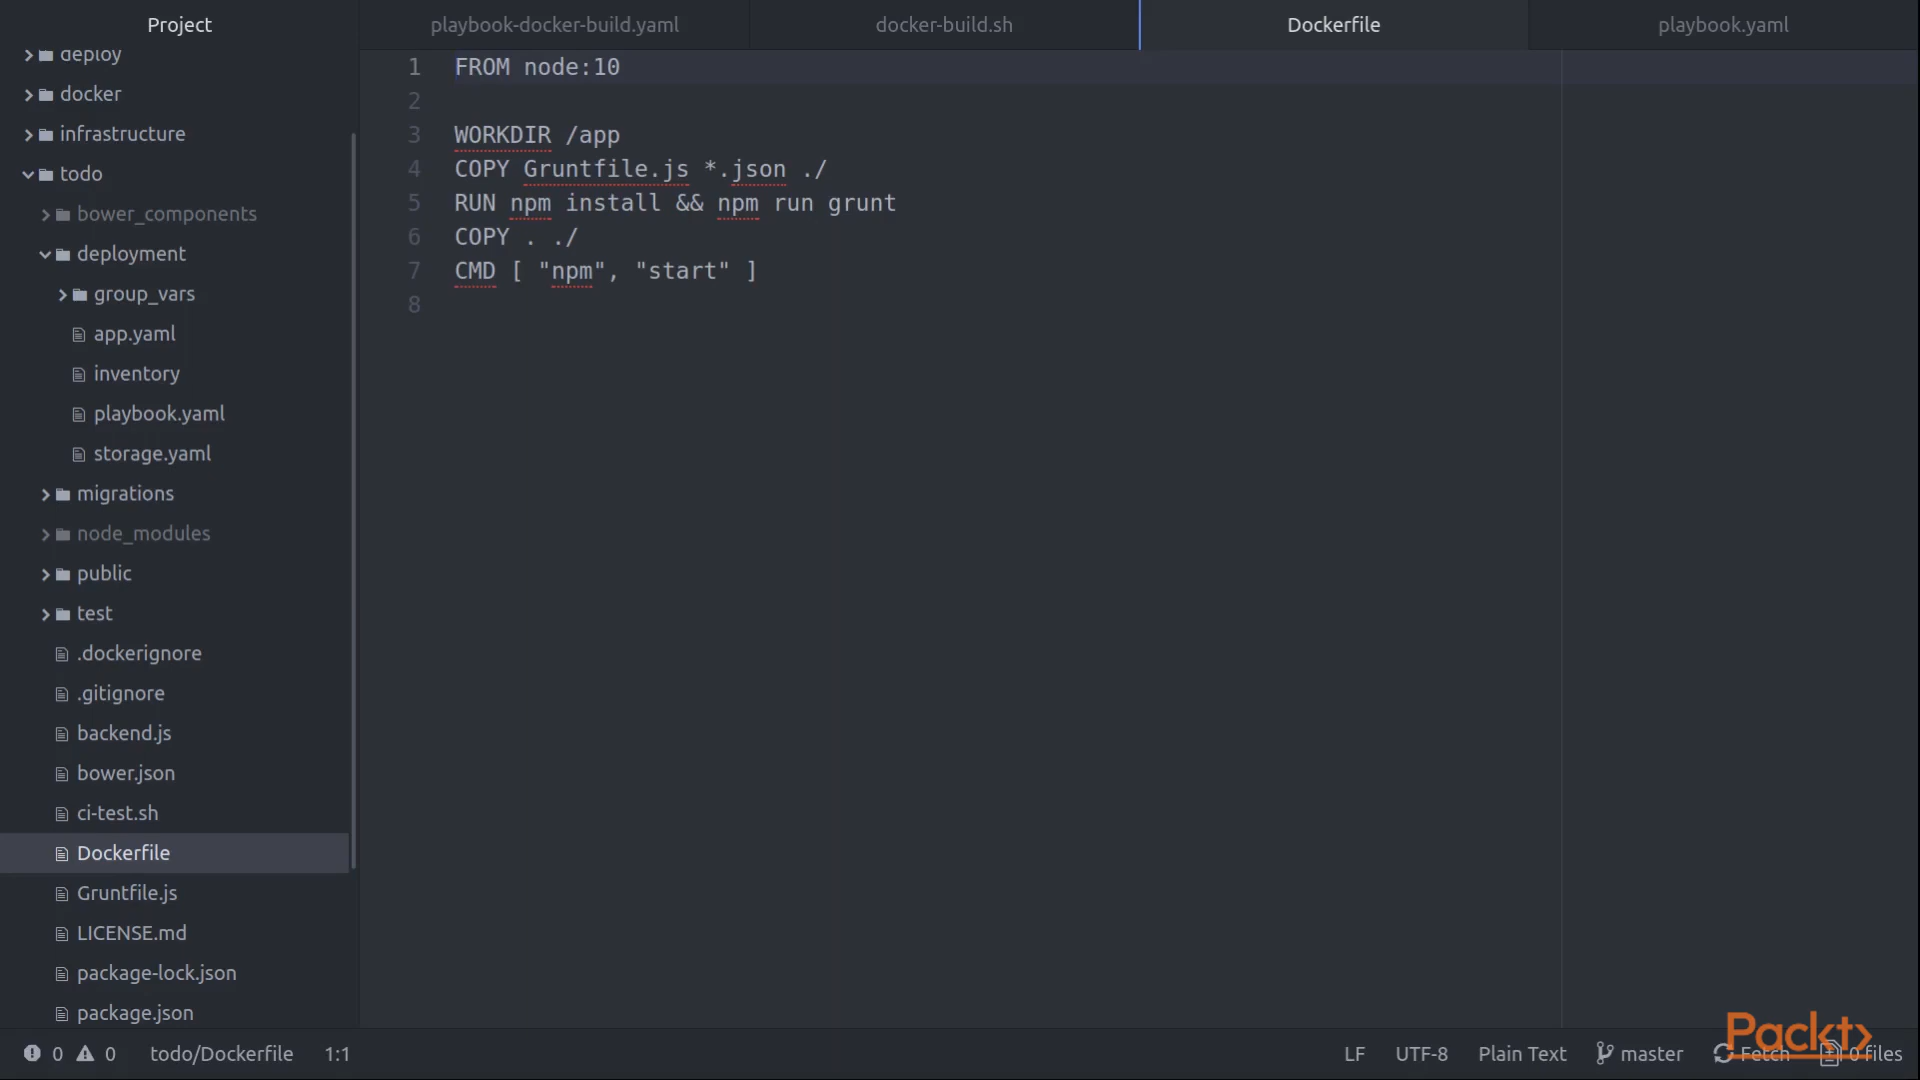 Project
playbook-docker-build.yaml
docker-build.sh
Dockerfile
playbook.yaml
deploy
docker
infrastructure
todo
bower_components
deployment
group_vars
app.yaml
inventory
playbook.yaml
storage.yaml
migrations
node_modules
public
test
.dockerignore
.gitignore
backend.js
bower.json
ci-test.sh
Dockerfile
Gruntfile.js
LICENSE.md
package-lock.json
package.json
1 FROM node:10
2
3 WORKDIR /app
4 COPY Gruntfile.js *.json ./
5 RUN npm install && npm run grunt
6 COPY . ./
7 CMD [ "npm", "start" ]
8
0 0 todo/Dockerfile 1:1
LF UTF-8 Plain Text master Fetch 0 files
Packt>